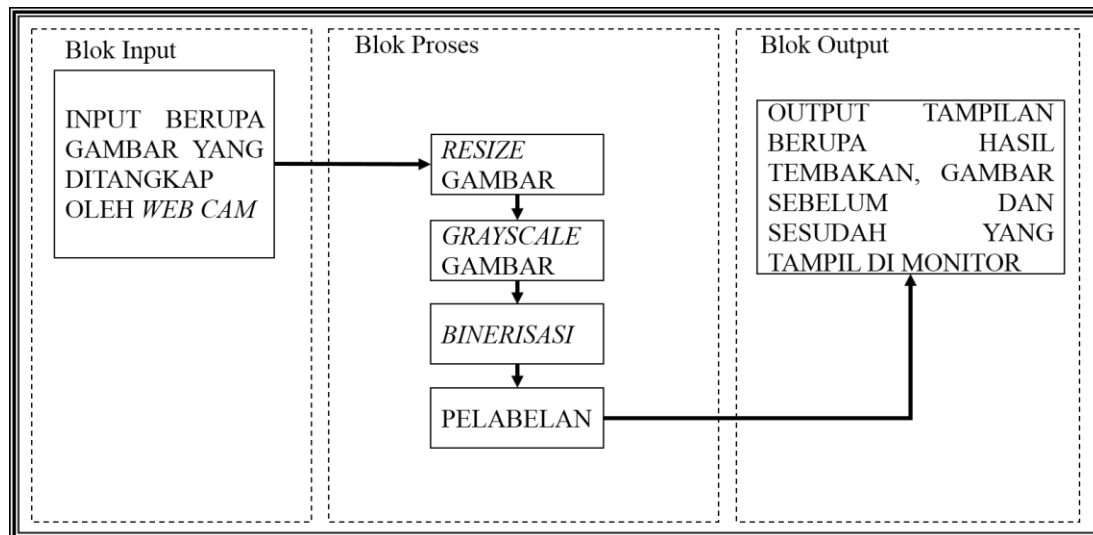 Blok Input
INPUT BERUPA
GAMBAR YANG
DITANGKAP
OLEH WEB CAM
Blok Proses
RESIZE
GAMBAR
GRAYSCALE
GAMBAR
BINERISASI
PELABELAN
Blok Output
OUTPUT TAMPILAN
BERUPA HASIL
TEMBAKAN, GAMBAR
SEBELUM DAN
SESUDAH YANG
TAMPIL DI MONITOR